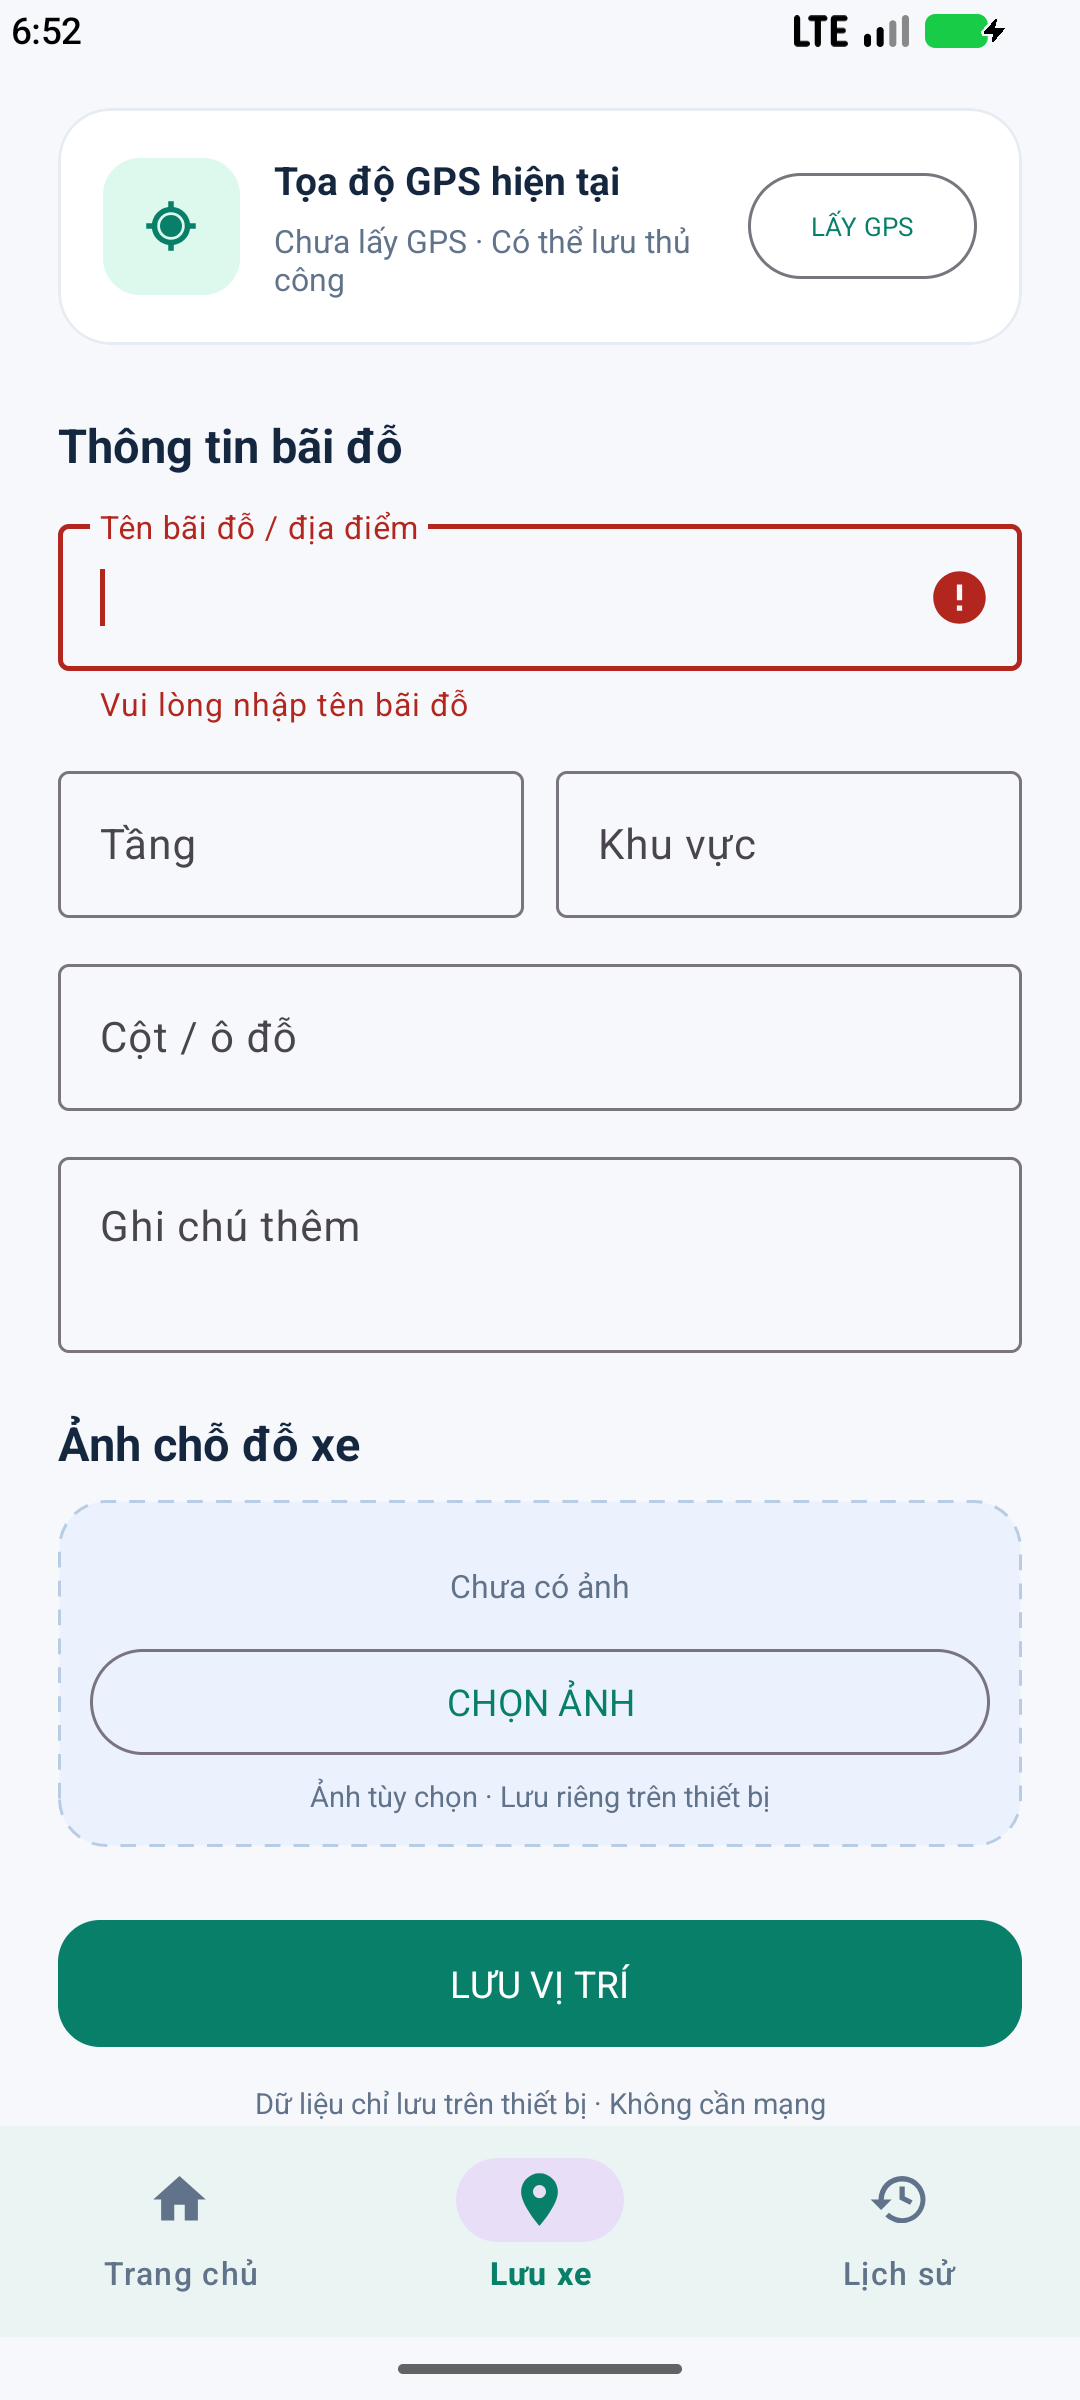 6:52
LTE
Tọa độ GPS hiện tại
Chưa lấy GPS · Có thể lưu thủ
công
LẤY GPS
Thông tin bãi đỗ
Tên bãi đỗ / địa điểm
Vui lòng nhập tên bãi đỗ
Tầng
Khu vực
Cột / ô đỗ
Ghi chú thêm
Ảnh chỗ đỗ xe
Chưa có ảnh
CHỌN ẢNH
Ảnh tùy chọn · Lưu riêng trên thiết bị
LƯU VỊ TRÍ
Dữ liệu chỉ lưu trên thiết bị · Không cần mạng
Trang chủ
Lưu xe
Lịch sử